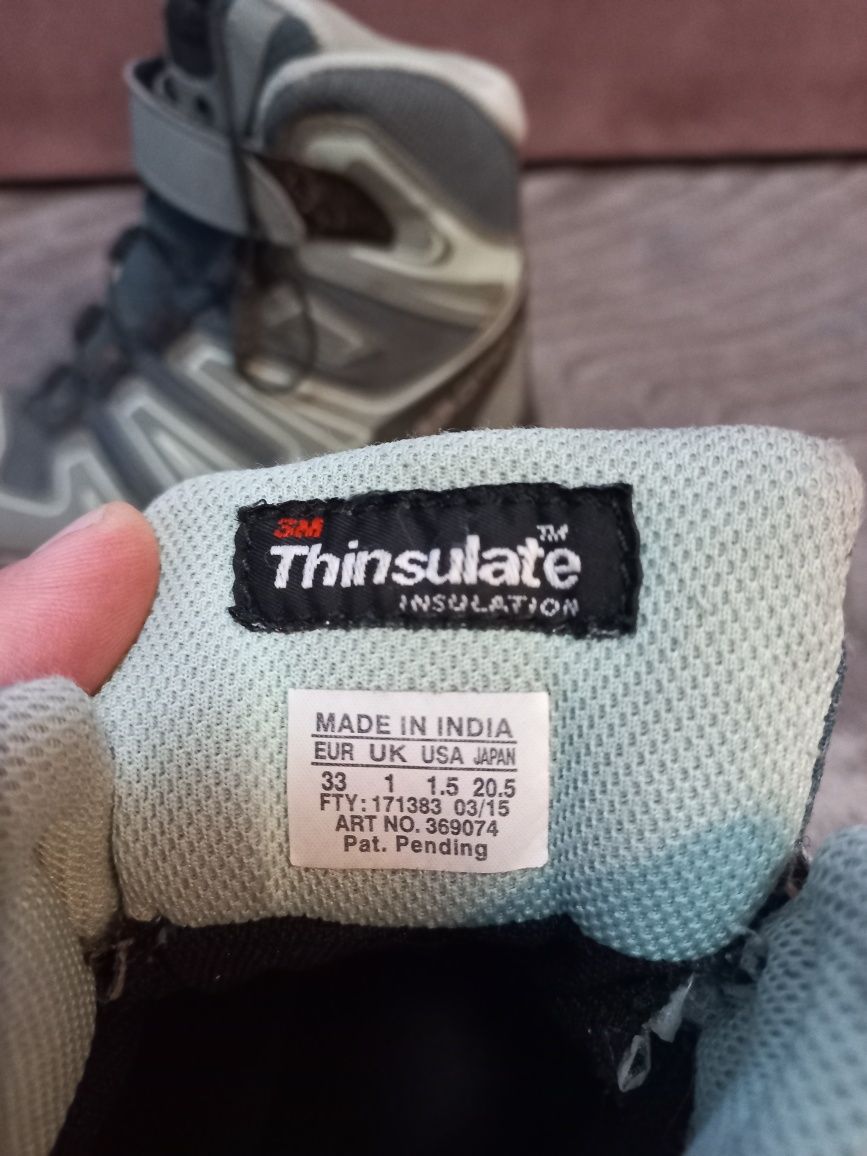 3M
Thinsulate™
INSULATION
MADE IN INDIA
EUR UK USA JAPAN
33 1 1.5 20.5
FTY: 171383 03/15
ART NO. 369074
Pat. Pending